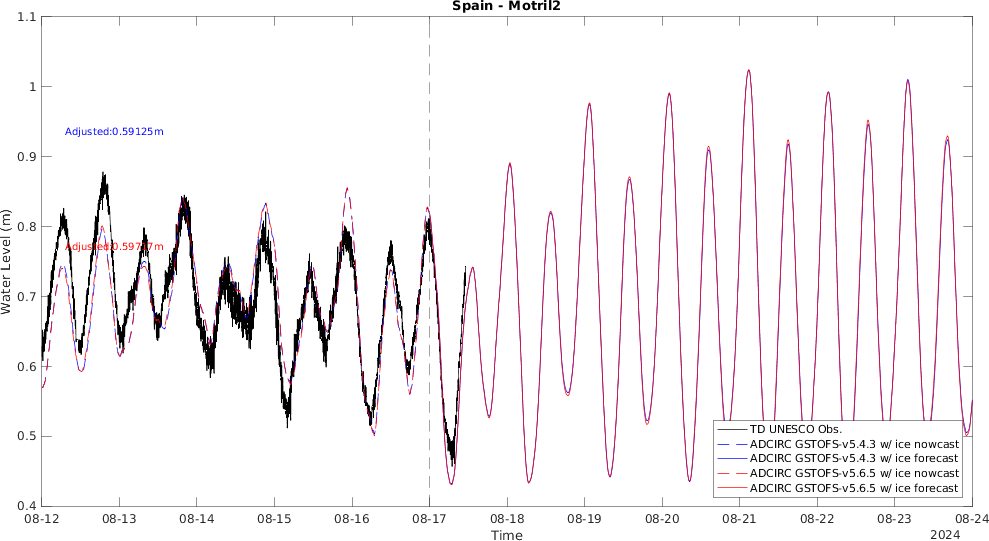 Spain - Motril2
1.1
1
0.9
0.8
0.7
0.6
0.5
0.4
Water Level (m)
Adjusted:0.59125m
Adjusted:0.59717m
TD UNESCO Obs.
ADCIRC GSTOFS-v5.4.3 w/ ice nowcast
ADCIRC GSTOFS-v5.4.3 w/ ice forecast
ADCIRC GSTOFS-v5.6.5 w/ ice nowcast
ADCIRC GSTOFS-v5.6.5 w/ ice forecast
08-12 08-13 08-14 08-15 08-16 08-17 08-18 08-19 08-20 08-21 08-22 08-23 08-24
Time
2024